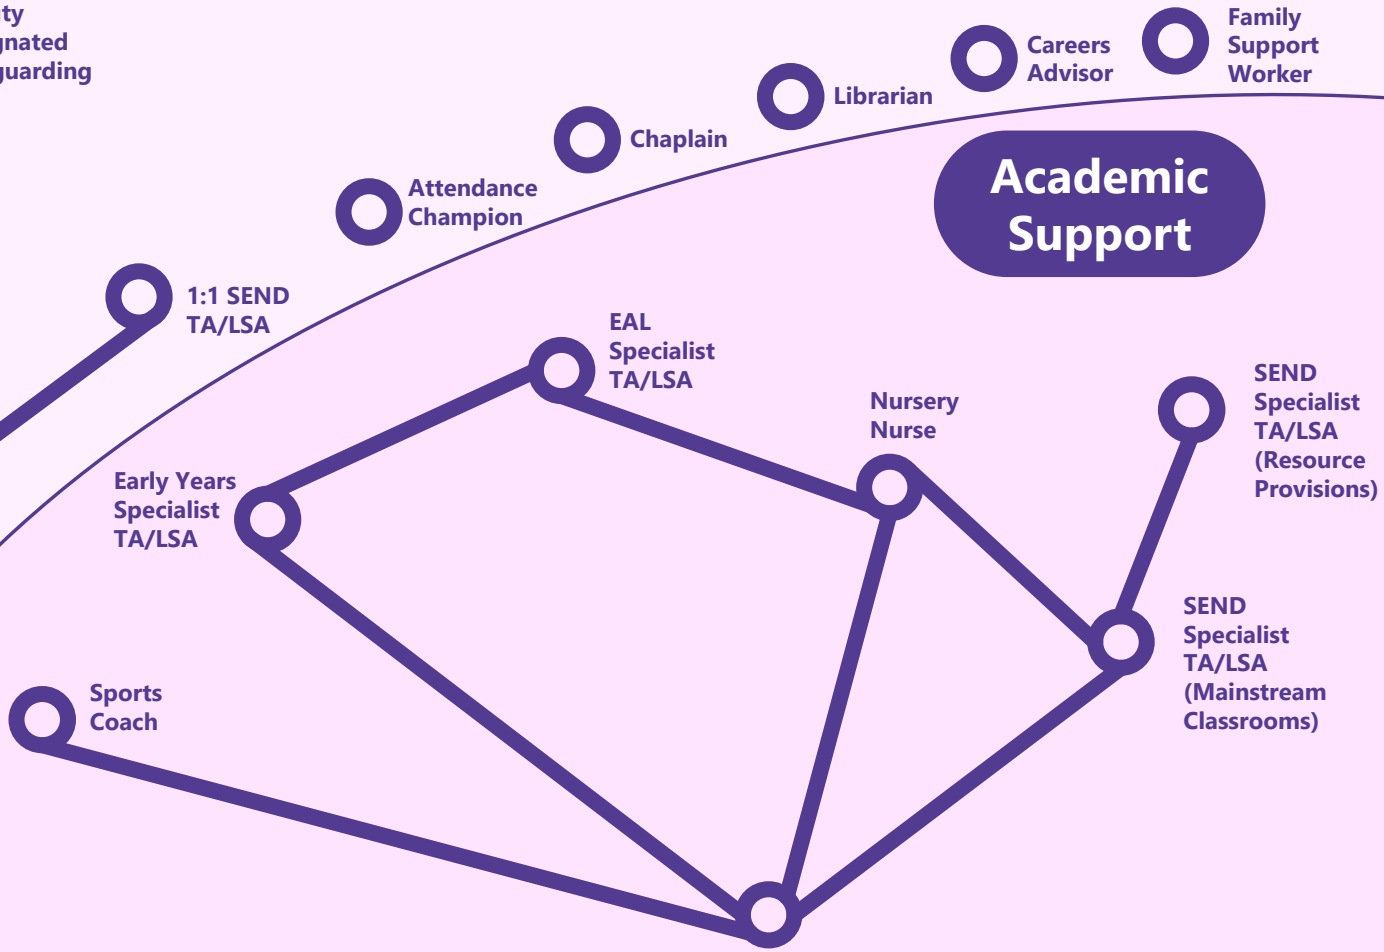 Family
Support
Worker
Careers
Advisor
Librarian
Chaplain
Attendance
Champion
Academic
Support
1:1 SEND
TA/LSA
EAL
Specialist
TA/LSA
Nursery
Nurse
SEND
Specialist
TA/LSA
(Resource
Provisions)
Early Years
Specialist
TA/LSA
SEND
Specialist
TA/LSA
(Mainstream
Classrooms)
Sports
Coach